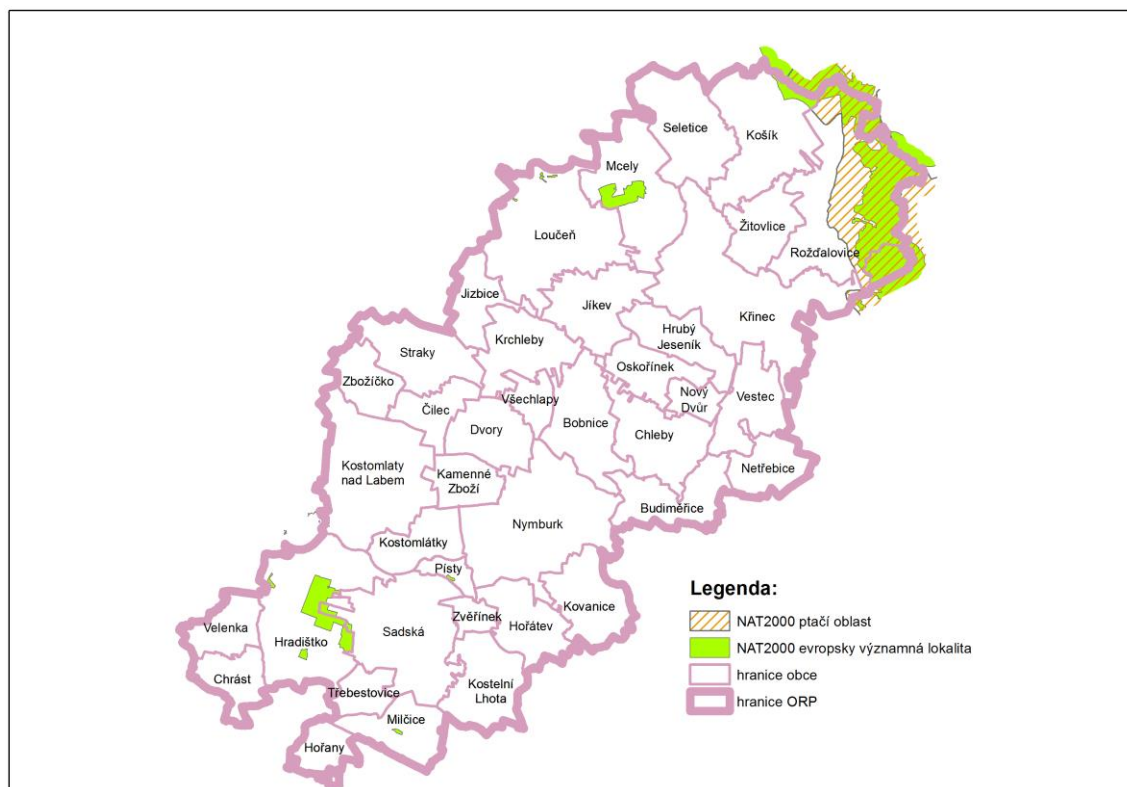 Seletice
Košík
Mcely
Žitovlice
Loučeň
Rožďalovice
Jizbice
Jíkev
Křinec
Hrubý
Jeseník
Krchleby
Straky
Oskořínek
Zbožíčko
Všechlapy
Nový
Dvůr
Vestec
Čilec
Dvory
Bobnice
Chleby
Kostomlaty
nad Labem
Kamenné
Zboží
Netřebice
Budiměřice
Nymburk
Kostomlátky
Písty
Kovanice
Velenka
Hradištko
Sadská
Zvěřínek
Hořátev
Chrást
Třebestovice
Kostelní
Lhota
Milčice
Hořany
Legenda:
NAT2000 ptačí oblast
NAT2000 evropsky významná lokalita
hranice obce
hranice ORP